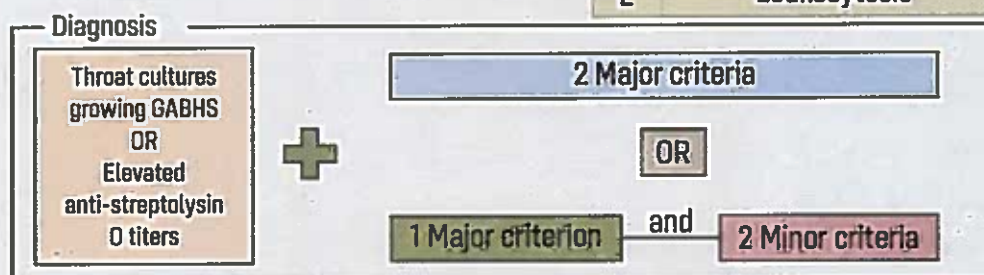 Diagnosis
Throat cultures
growing GABHS
OR
Elevated
anti-streptolysin
O titers
2 Major criteria
OR
1 Major criterion and 2 Minor criteria